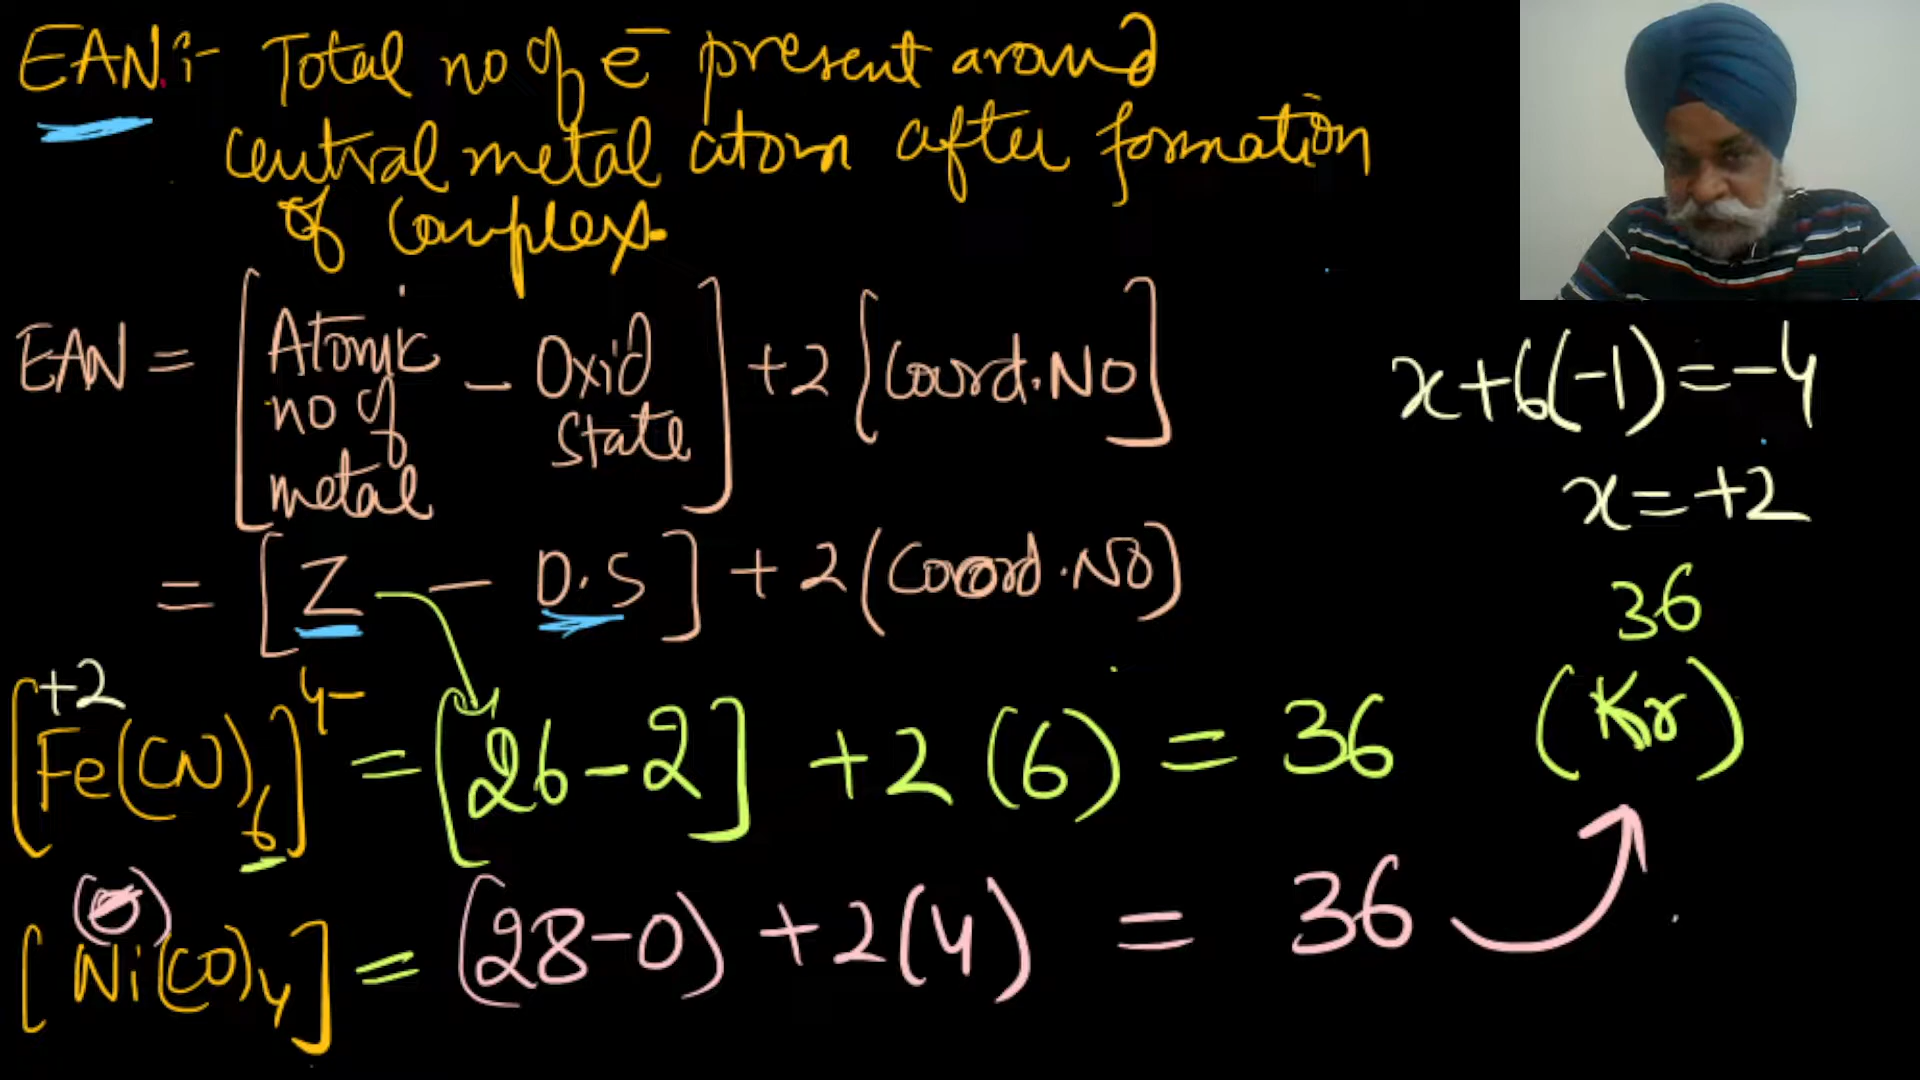 EAN :- Total no of e⁻ present around
central metal atom after formation
of Complex.
EAN = [Atomic no of metal - Oxid State] + 2 [Coord. No]
x + 6(-1) = -4
x = +2
= [Z - O.S] + 2 (Coord. No)
36
(Kr)
+2
[Fe(CN)6]4- = [26-2] + 2 (6) = 36
(0)
[Ni(CO)4] = (28-0) + 2(4) = 36